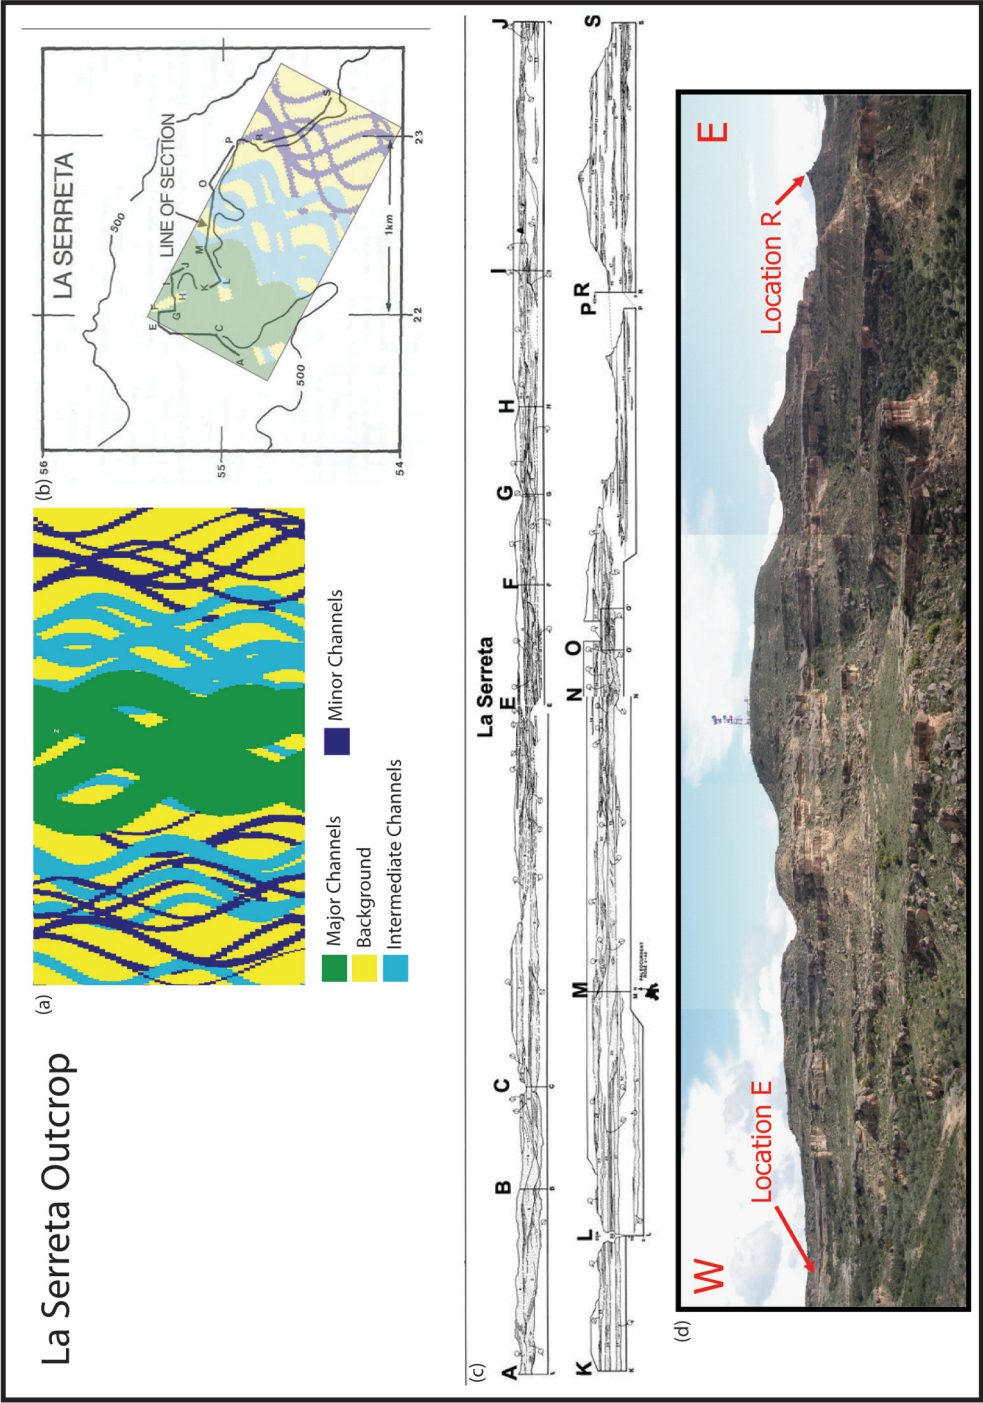 La Serreta Outcrop
(a)
z
Major Channels
Background
Intermediate Channels
Minor Channels
(b)
LA SERRETA
LINE OF SECTION
500
500
1km
56
55
54
22
23
A
C
E
F
G
H
I
J
K
L
M
O
P
R
S
(c)
La Serreta
A
B
C
E
F
G
H
I
J
K
L
M
N
O
P
R
S
PALEOCURRENT
(d)
W
E
Location E
Location R